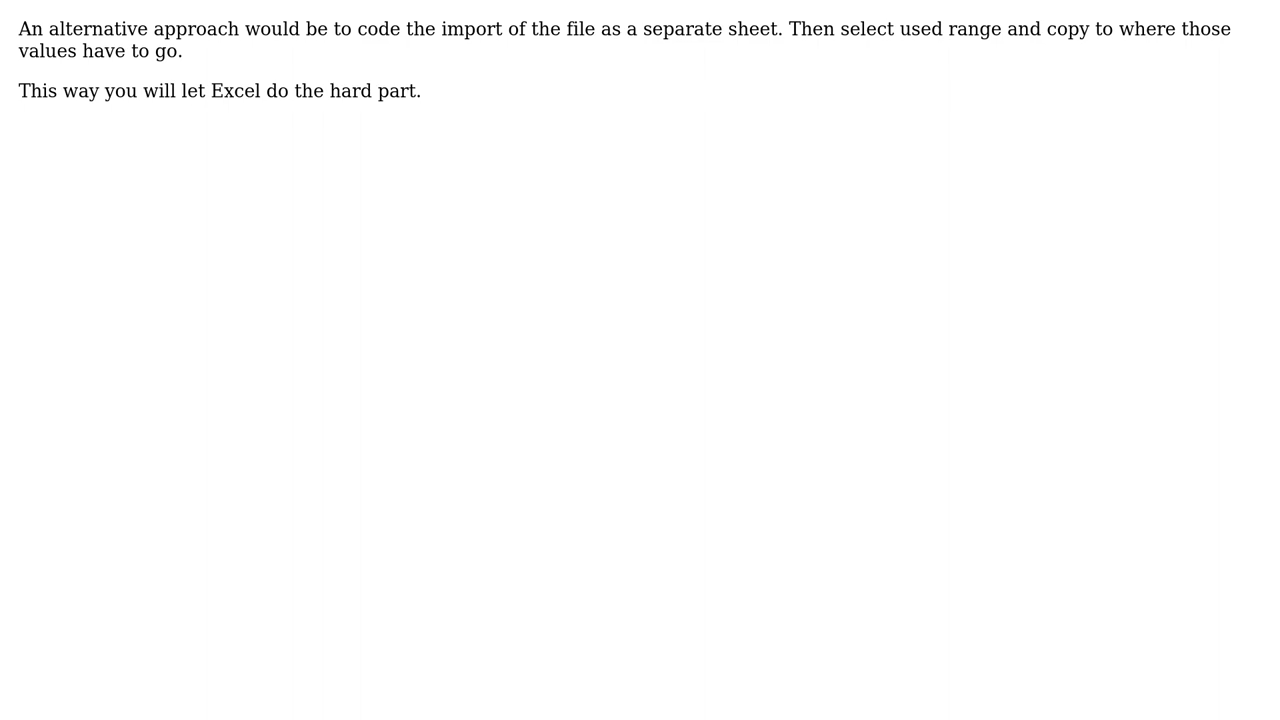 An alternative approach would be to code the import of the file as a separate sheet. Then select used range and copy to where those
values have to go.
This way you will let Excel do the hard part.